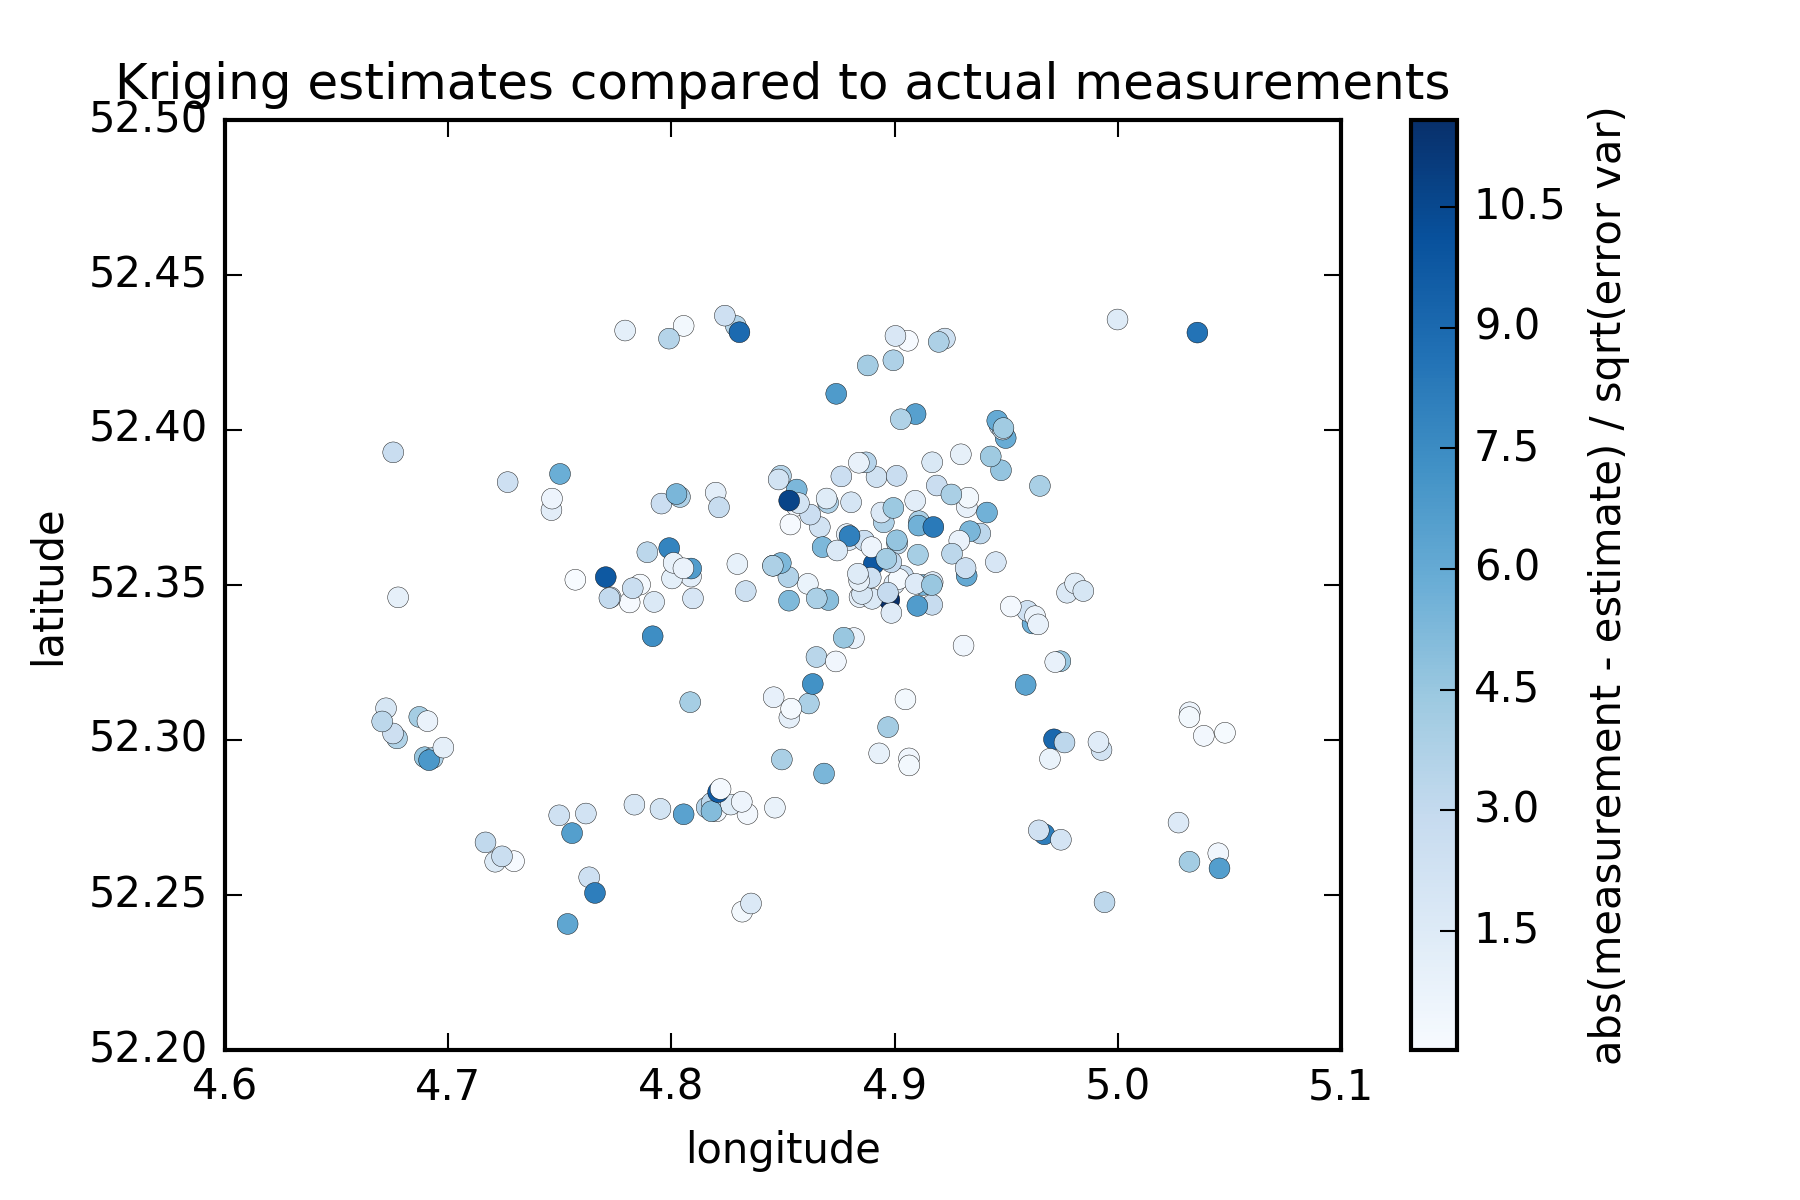 Kriging estimates compared to actual measurements
52.50
52.45
52.40
52.35
52.30
52.25
52.20
latitude
4.6 4.7 4.8 4.9 5.0 5.1
longitude
10.5
9.0
7.5
6.0
4.5
3.0
1.5
abs(measurement - estimate) / sqrt(error var)